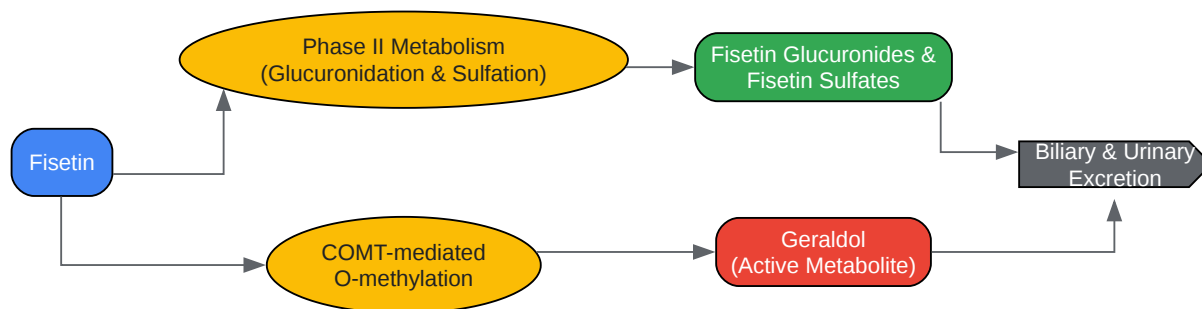 Phase II Metabolism
(Glucuronidation & Sulfation)
Fisetin Glucuronides &
Fisetin Sulfates
Fisetin
Biliary & Urinary
Excretion
COMT-mediated
O-methylation
Geraldol
(Active Metabolite)